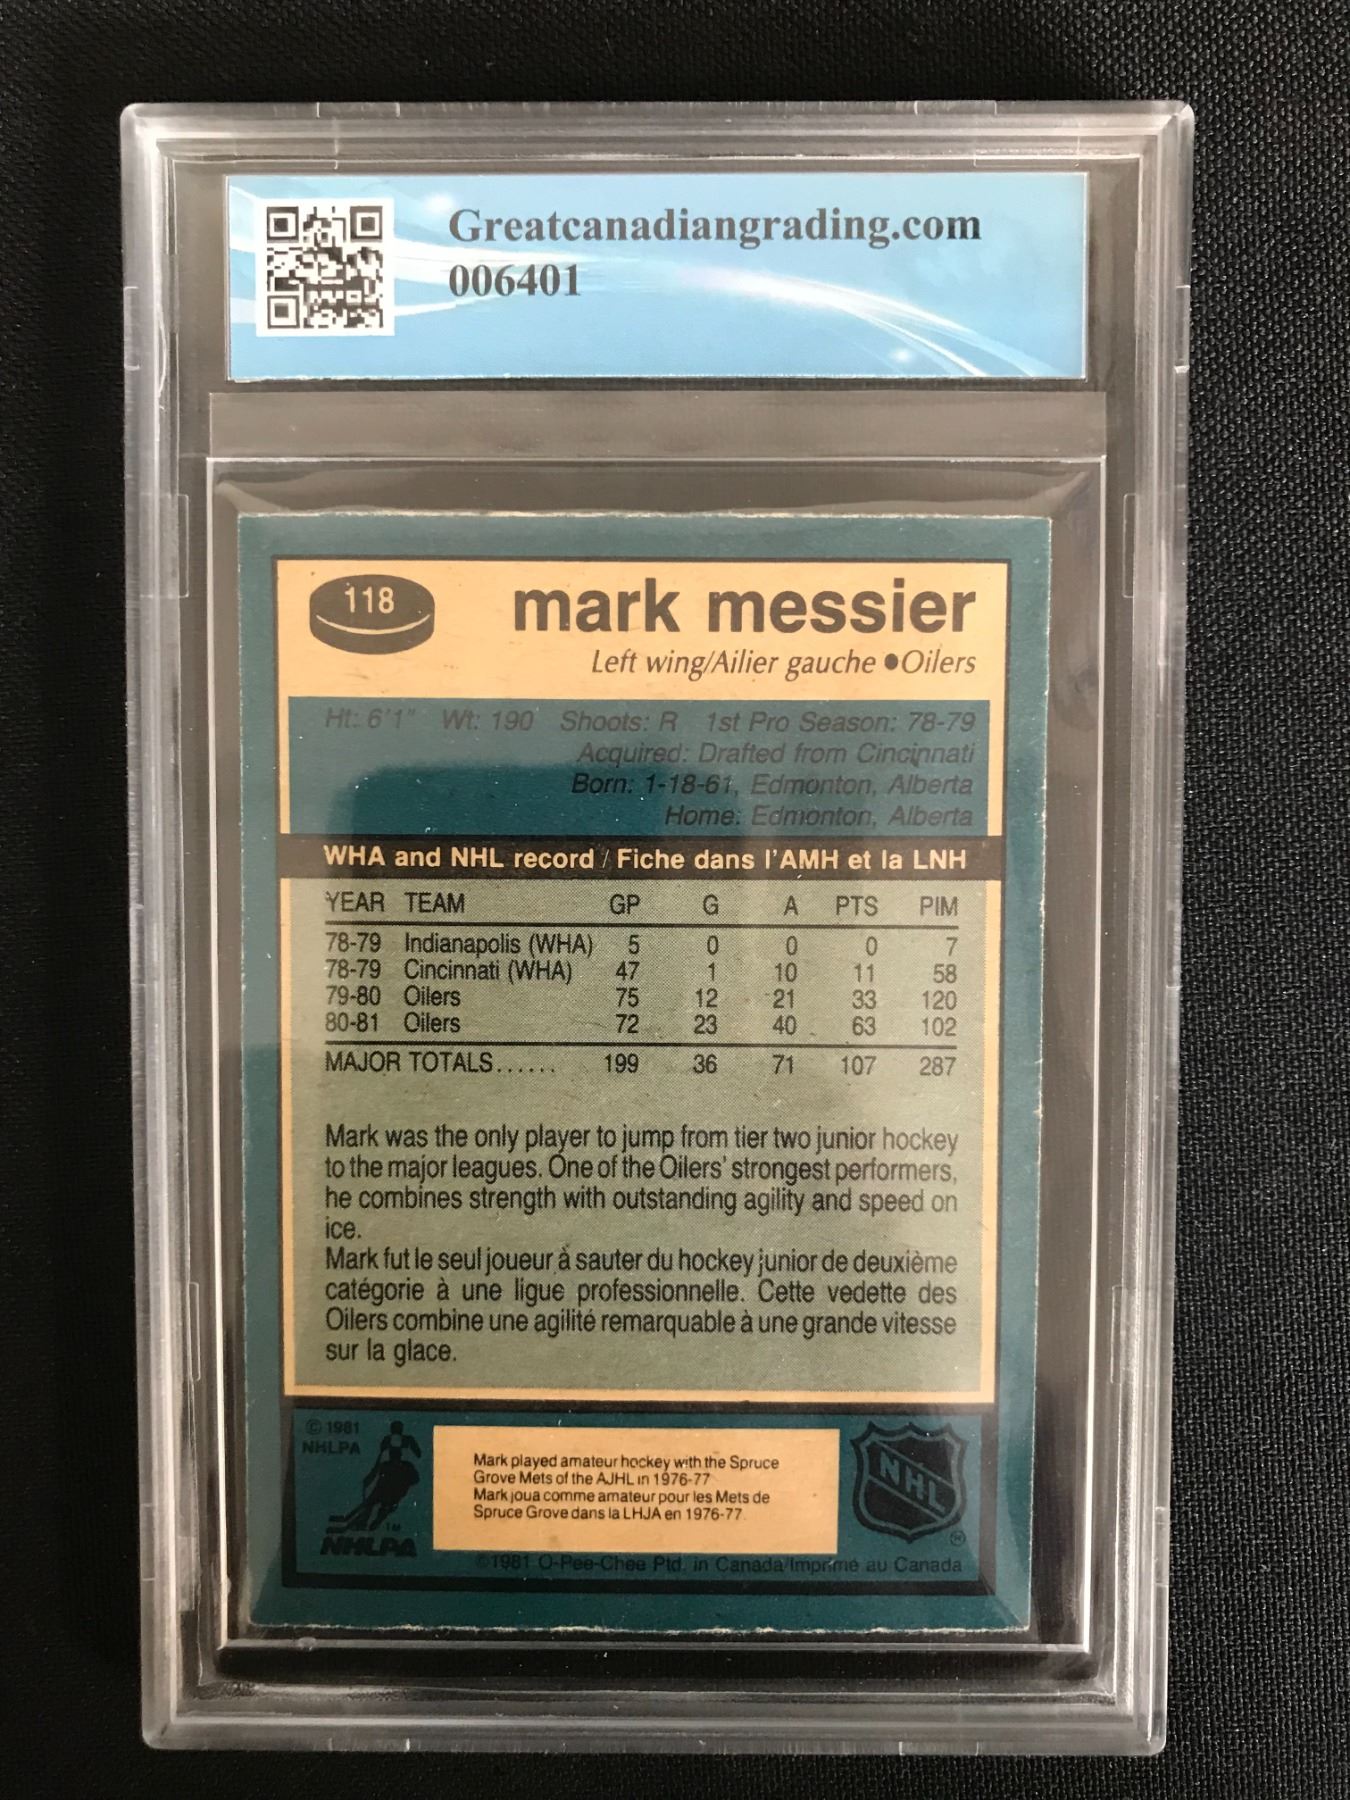 Greatcanadiangrading.com
006401
118
mark messier
Left wing/Ailier gauche ●Oilers
Ht: 6'1" Wt: 190 Shoots: R 1st Pro Season: 78-79
Acquired: Drafted from Cincinnati
Born: 1-18-61, Edmonton, Alberta
Home: Edmonton, Alberta
WHA and NHL record / Fiche dans l'AMH et la LNH
YEAR TEAM GP G A PTS PIM
78-79 Indianapolis (WHA) 5 0 0 0 7
78-79 Cincinnati (WHA) 47 1 10 11 58
79-80 Oilers 75 12 21 33 120
80-81 Oilers 72 23 40 63 102
MAJOR TOTALS...... 199 36 71 107 287
Mark was the only player to jump from tier two junior hockey
to the major leagues. One of the Oilers' strongest performers,
he combines strength with outstanding agility and speed on
ice.
Mark fut le seul joueur à sauter du hockey junior de deuxième
catégorie à une ligue professionnelle. Cette vedette des
Oilers combine une agilité remarquable à une grande vitesse
sur la glace.
© 1981
NHLPA
TM
NHLPA
Mark played amateur hockey with the Spruce
Grove Mets of the AJHL in 1976-77
Mark joua comme amateur pour les Mets de
Spruce Grove dans la LHJA en 1976-77.
NHL
®
©1981 O-Pee-Chee Ptd. in Canada/Imprimé au Canada